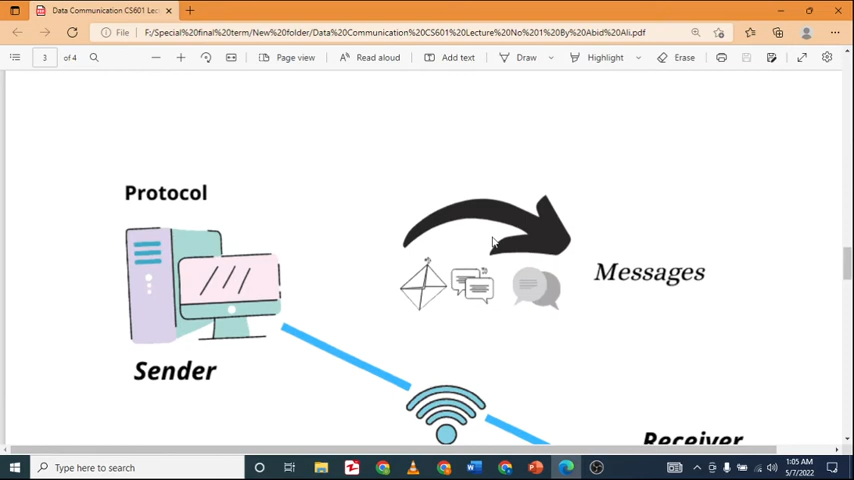 Data Communication CS601 Lec
File
F:/Special%20final%20term/New%20folder/Data%20Communication%20CS601%20Lecture%20No%201%20By%20Abid%20Ali.pdf
3 of 4
Page view
Read aloud
Add text
Draw
Highlight
Erase
Protocol
Messages
Sender
Receiver
Type here to search
1:05 AM
5/7/2022